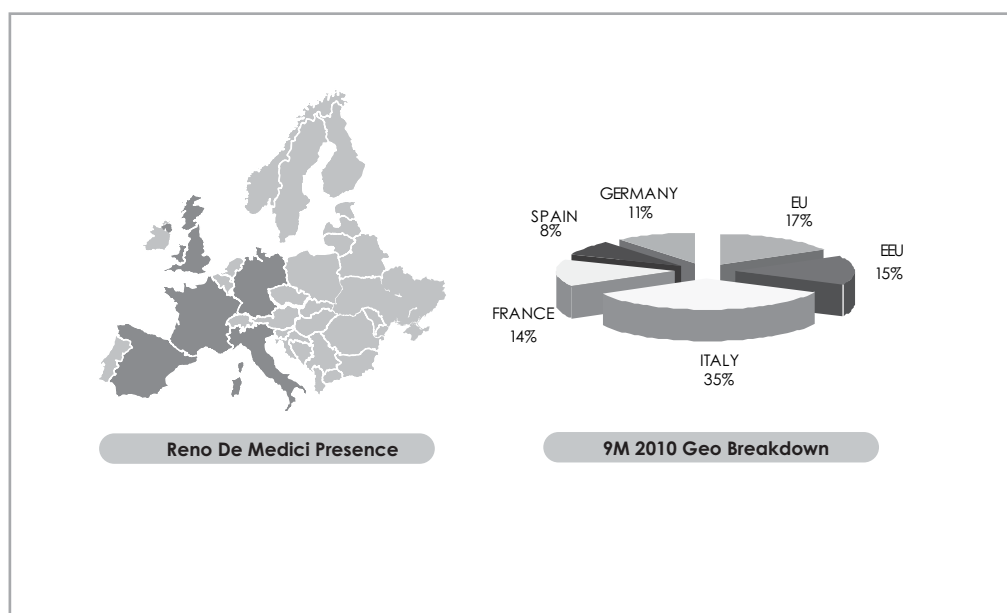 GERMANY
11%
EU
17%
SPAIN
8%
EEU
15%
FRANCE
14%
ITALY
35%
Reno De Medici Presence
9M 2010 Geo Breakdown